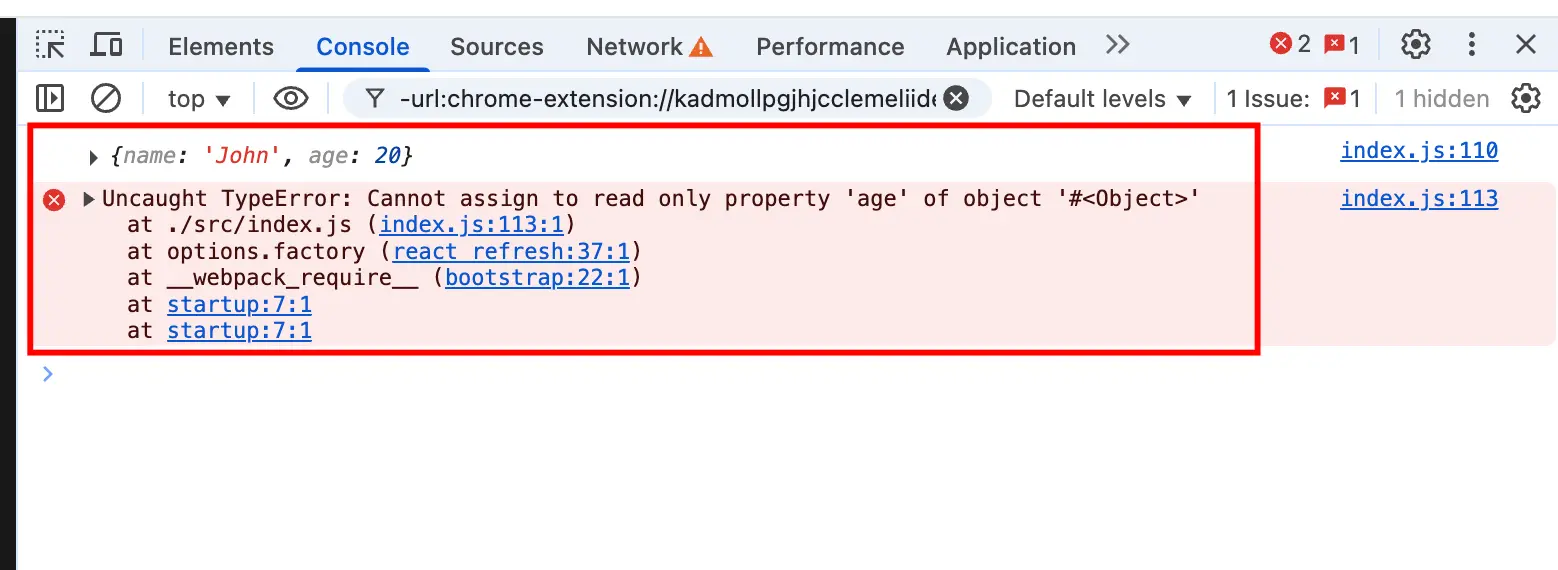 Elements Console Sources Network Performance Application 2 1
top -url:chrome-extension://kadmollpgjhjcclemeliide Default levels 1 Issue: 1 1 hidden
{name: 'John', age: 20} index.js:110
Uncaught TypeError: Cannot assign to read only property 'age' of object '#<Object>' index.js:113
at ./src/index.js (index.js:113:1)
at options.factory (react refresh:37:1)
at __webpack_require__ (bootstrap:22:1)
at startup:7:1
at startup:7:1